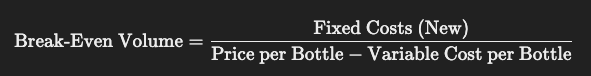 Break-Even Volume = Fixed Costs (New) / Price per Bottle − Variable Cost per Bottle